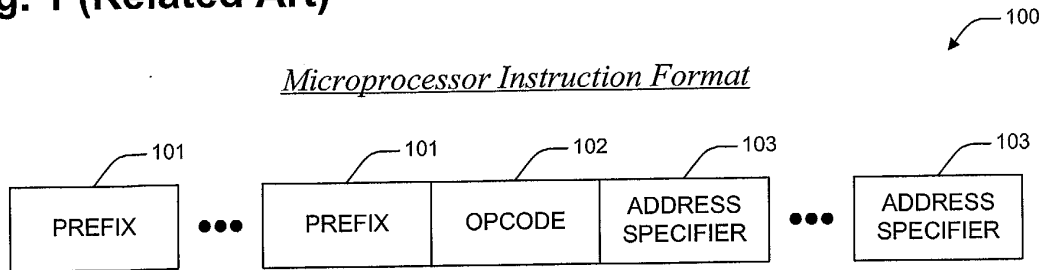 g. 1 (Related Art)
100
Microprocessor Instruction Format
101 101 102 103 103
PREFIX ••• PREFIX OPCODE ADDRESS SPECIFIER ••• ADDRESS SPECIFIER